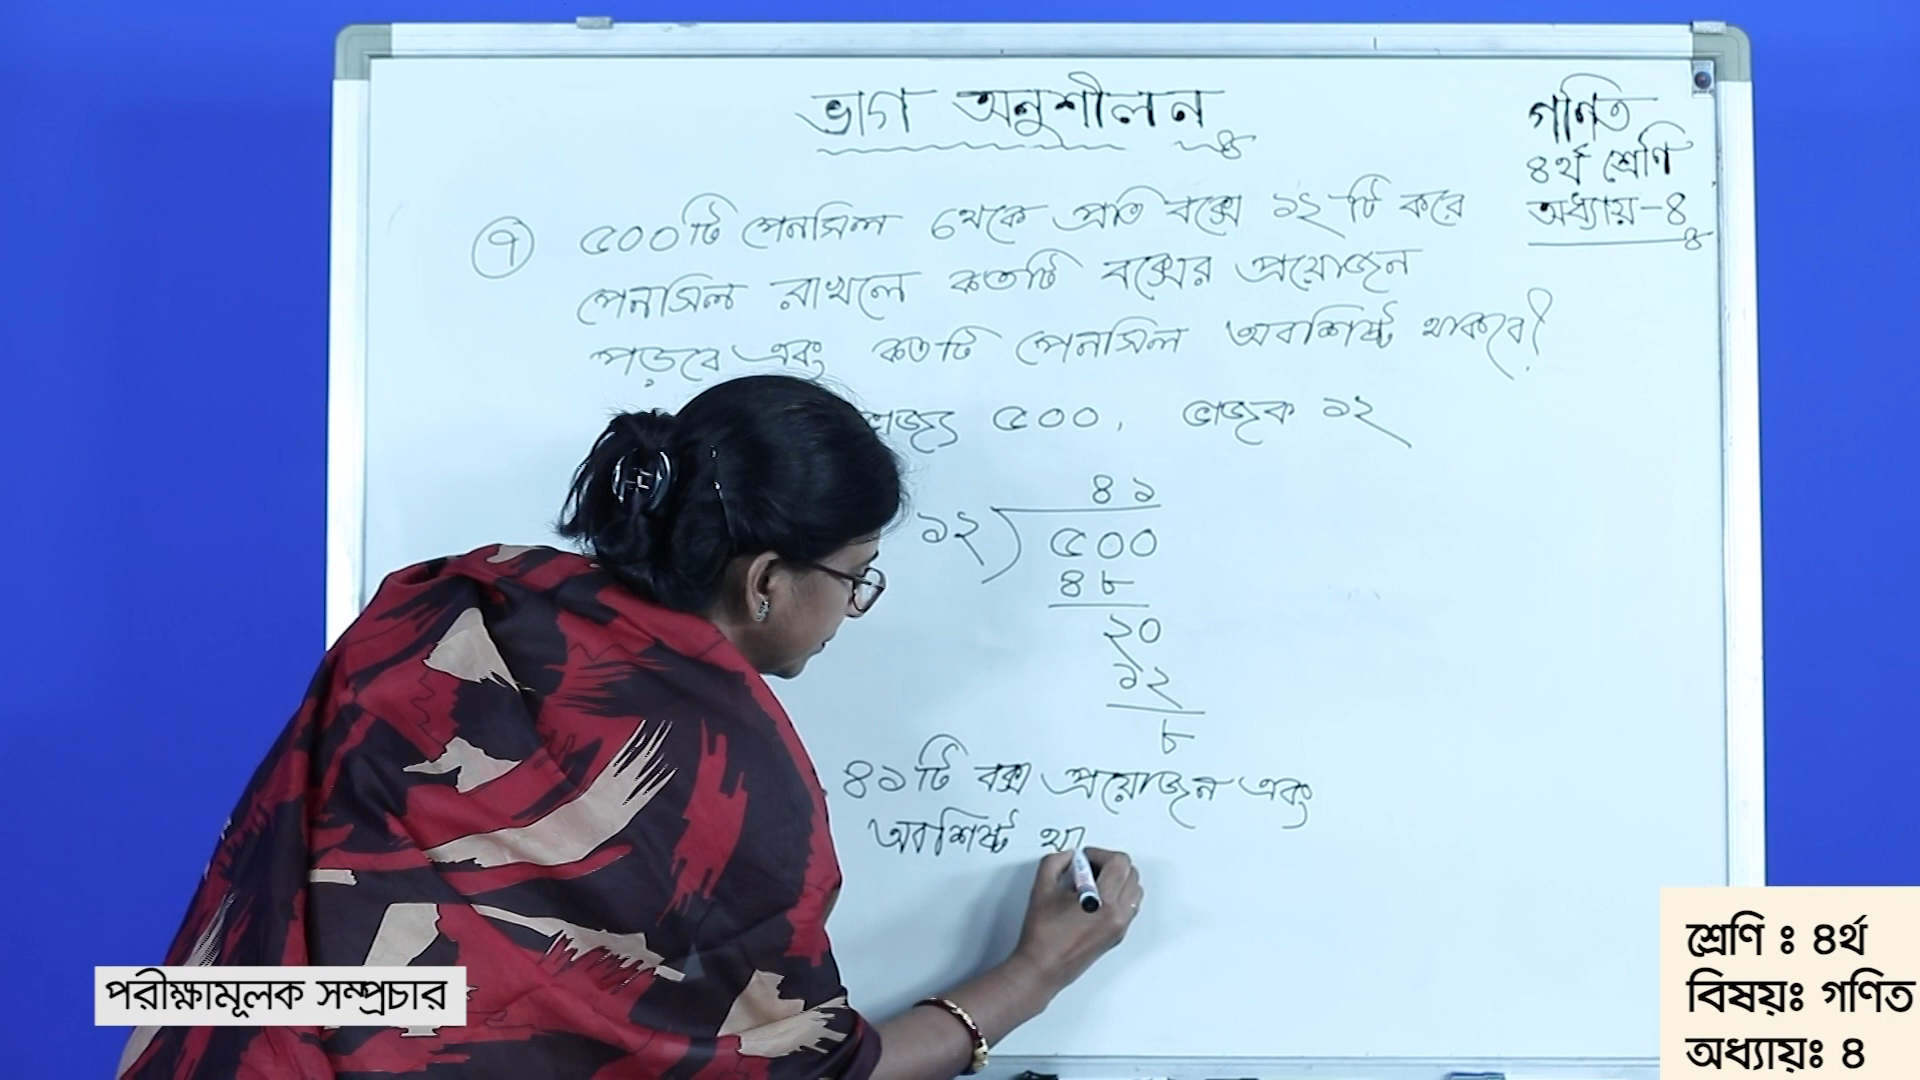 ভাগ অনুশীলন
গণিত
৪র্থ শ্রেণি
অধ্যায়-৪
৭ ৫০০টি পেনসিল থেকে প্রতি বক্সে ১২টি করে
পেনসিল রাখলে কতটি বক্সের প্রয়োজন
পড়বে এবং কতটি পেনসিল অবশিষ্ট থাকবে?
ভাজ্য ৫০০, ভাজক ১২
৪১
১২) ৫০০
৪৮
২০
১২
৮
৪১টি বক্স প্রয়োজন এবং
অবশিষ্ট থা
পরীক্ষামূলক সম্প্রচার
শ্রেণি ঃ ৪র্থ
বিষয়ঃ গণিত
অধ্যায়ঃ ৪